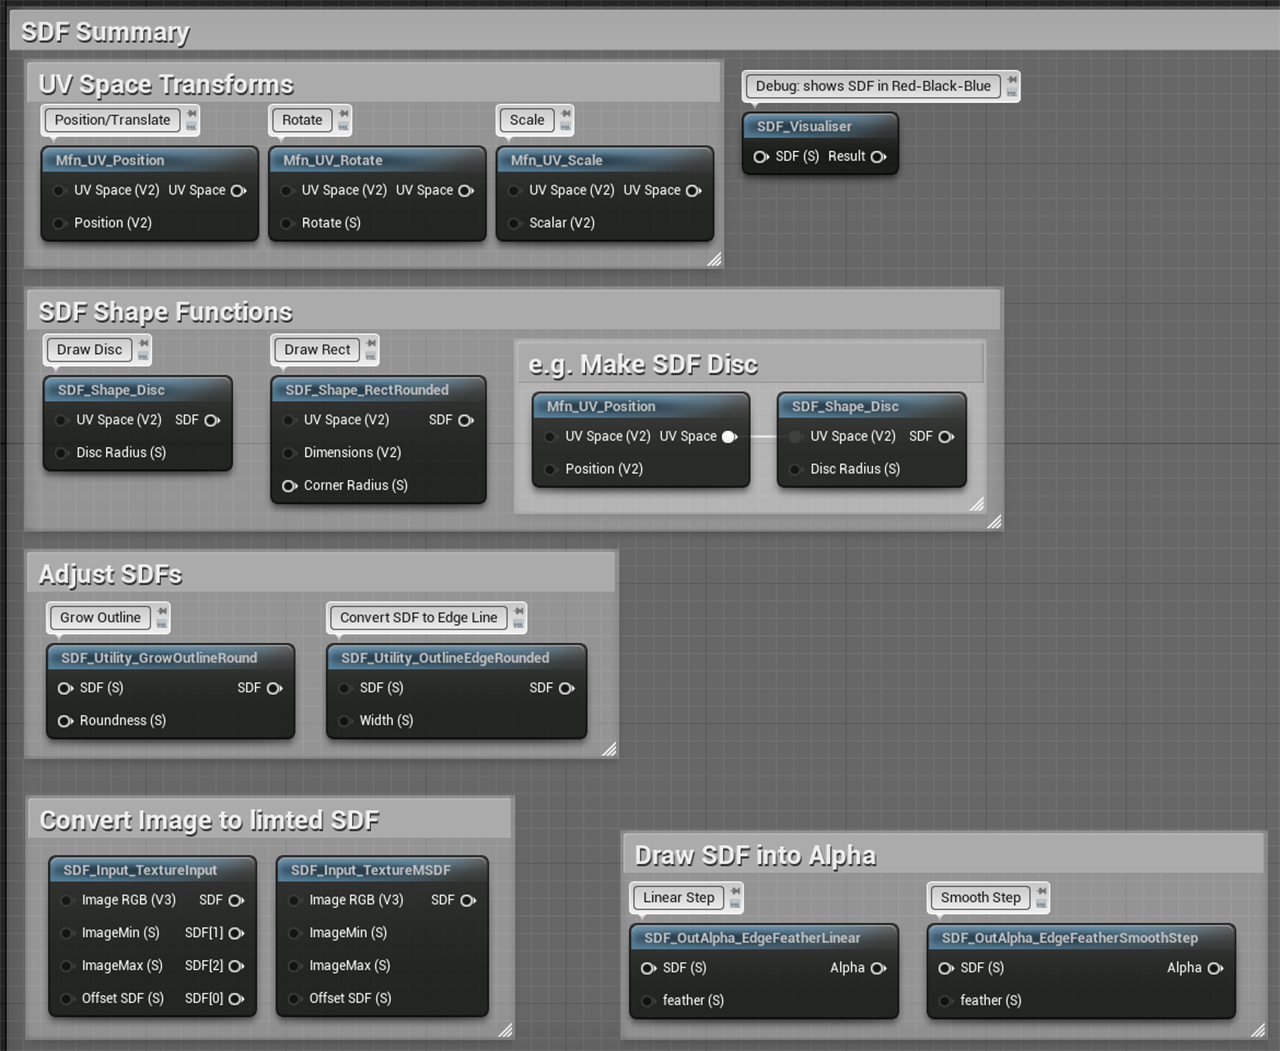 SDF Summary
UV Space Transforms
Position/Translate
Rotate
Scale
Mfn_UV_Position
UV Space (V2) UV Space
Position (V2)
Mfn_UV_Rotate
UV Space (V2) UV Space
Rotate (S)
Mfn_UV_Scale
UV Space (V2) UV Space
Scalar (V2)
Debug: shows SDF in Red-Black-Blue
SDF_Visualiser
SDF (S) Result
SDF Shape Functions
Draw Disc
SDF_Shape_Disc
UV Space (V2) SDF
Disc Radius (S)
Draw Rect
SDF_Shape_RectRounded
UV Space (V2) SDF
Dimensions (V2)
Corner Radius (S)
e.g. Make SDF Disc
Mfn_UV_Position
UV Space (V2) UV Space
Position (V2)
SDF_Shape_Disc
UV Space (V2) SDF
Disc Radius (S)
Adjust SDFs
Grow Outline
SDF_Utility_GrowOutlineRound
SDF (S) SDF
Roundness (S)
Convert SDF to Edge Line
SDF_Utility_OutlineEdgeRounded
SDF (S) SDF
Width (S)
Convert Image to limted SDF
SDF_Input_TextureInput
Image RGB (V3) SDF
ImageMin (S) SDF[1]
ImageMax (S) SDF[2]
Offset SDF (S) SDF[0]
SDF_Input_TextureMSDF
Image RGB (V3) SDF
ImageMin (S)
ImageMax (S)
Offset SDF (S)
Draw SDF into Alpha
Linear Step
SDF_OutAlpha_EdgeFeatherLinear
SDF (S) Alpha
feather (S)
Smooth Step
SDF_OutAlpha_EdgeFeatherSmoothStep
SDF (S) Alpha
feather (S)